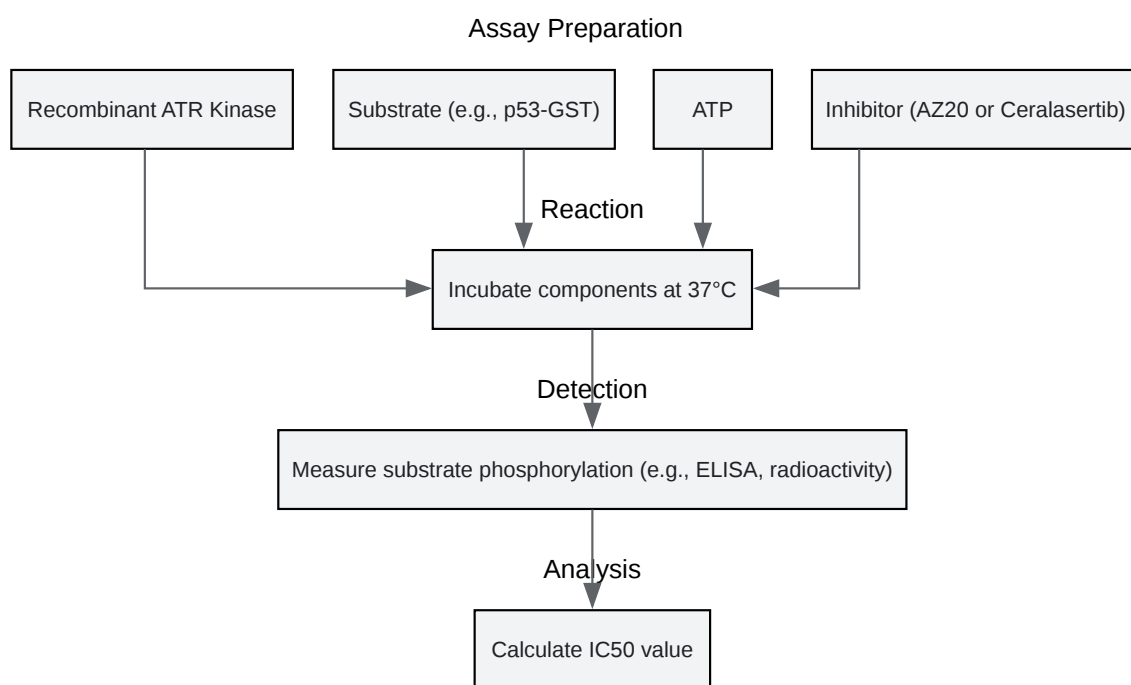 Assay Preparation
Recombinant ATR Kinase
Substrate (e.g., p53-GST)
ATP
Inhibitor (AZ20 or Ceralasertib)
Reaction
Incubate components at 37°C
Detection
Measure substrate phosphorylation (e.g., ELISA, radioactivity)
Analysis
Calculate IC50 value